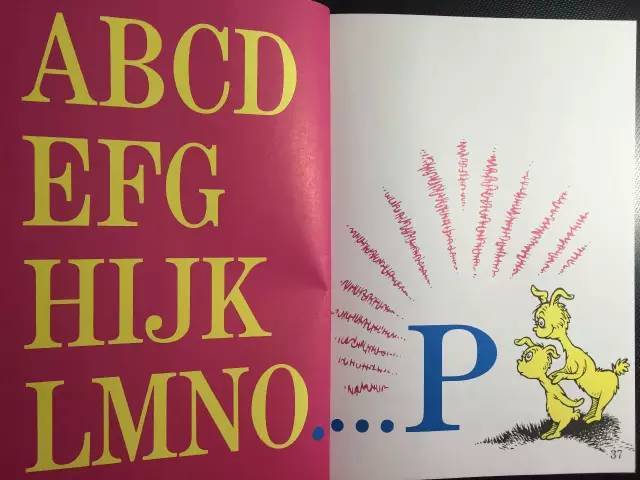 ABCD
EFG
HIJK
LMNO....P
37